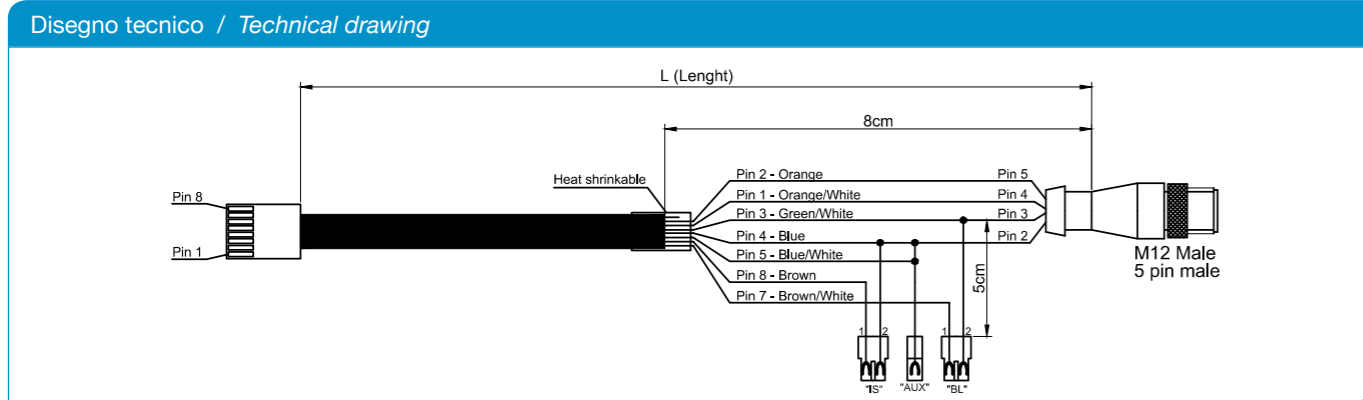 Disegno tecnico / Technical drawing
L (Lenght)
8cm
Heat shrinkable
Pin 8
Pin 1
Pin 2 - Orange
Pin 5
Pin 1 - Orange/White
Pin 4
Pin 3 - Green/White
Pin 3
Pin 4 - Blue
Pin 2
Pin 5 - Blue/White
Pin 8 - Brown
Pin 7 - Brown/White
5cm
M12 Male
5 pin male
1 2
1 2
"IS"
"AUX"
"BL"